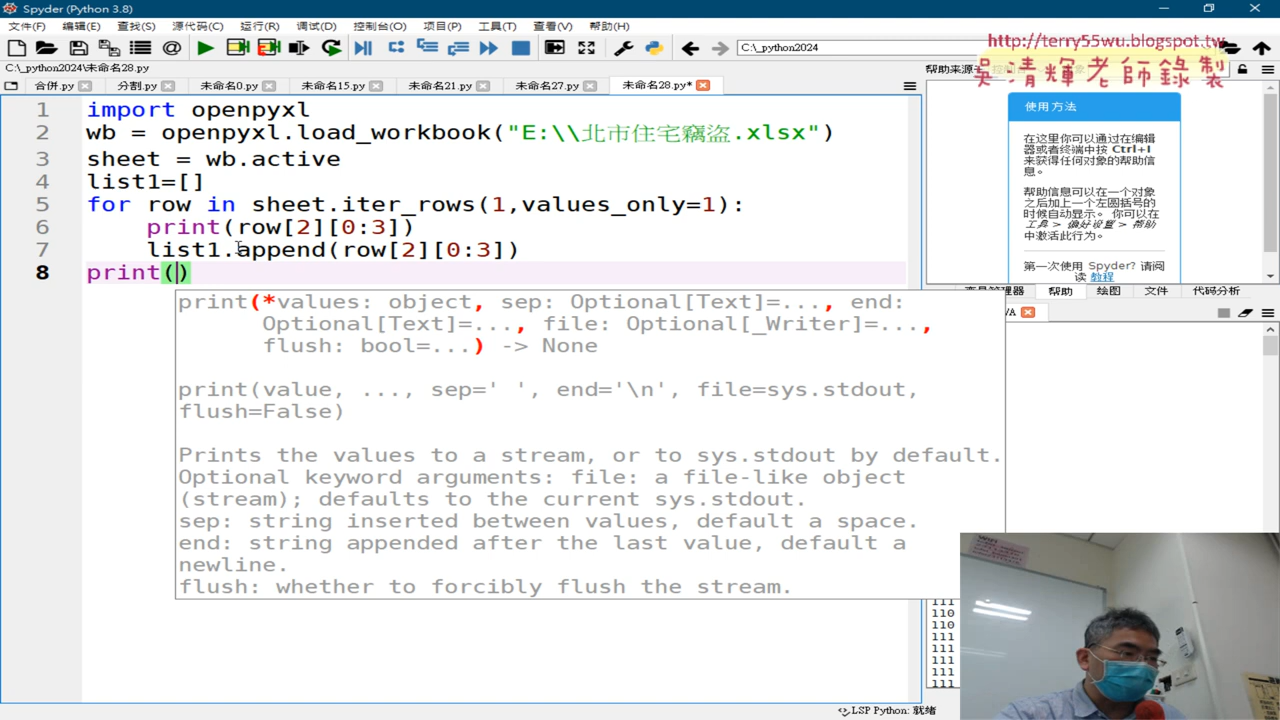 Spyder (Python 3.8)
文件(F) 编辑(E) 查找(S) 源代码(C) 运行(R) 调试(D) 控制台(O) 项目(P) 工具(T) 查看(V) 帮助(H)
C:\_python2024
http://terry55wu.blogspot.tw
吳清輝老師錄製
C:\_python2024\未命名28.py
帮助来源
合併.py 分割.py 未命名0.py 未命名15.py 未命名21.py 未命名27.py 未命名28.py*
1 import openpyxl
2 wb = openpyxl.load_workbook("E:\\北市住宅竊盜.xlsx")
3 sheet = wb.active
4 list1=[]
5 for row in sheet.iter_rows(1,values_only=1):
6 print(row[2][0:3])
7 list1.append(row[2][0:3])
8 print()
print(*values: object, sep: Optional[Text]=..., end:
Optional[Text]=..., file: Optional[_Writer]=...,
flush: bool=...) -> None
print(value, ..., sep=' ', end='\n', file=sys.stdout,
flush=False)
Prints the values to a stream, or to sys.stdout by default.
Optional keyword arguments: file: a file-like object
(stream); defaults to the current sys.stdout.
sep: string inserted between values, default a space.
end: string appended after the last value, default a
newline.
flush: whether to forcibly flush the stream.
使用方法
在这里你可以通过在编辑
器或者终端中按 Ctrl+I
来获得任何对象的帮助信
息。
帮助信息可以在一个对象
之后加上一个左圆括号的
时候自动显示。 你可以在
工具 > 偏好设置 > 帮助
中激活此行为。
第一次使用 Spyder? 请阅
读 教程
变量管理器 帮助 绘图 文件 代码分析
/A
111
110
110
111
111
111
111
111
LSP Python: 就绪